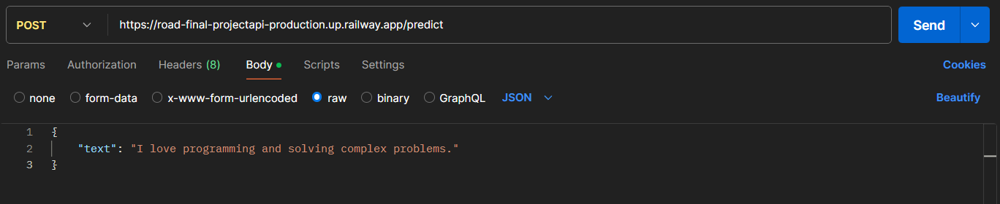 POST https://road-final-projectapi-production.up.railway.app/predict Send
Params Authorization Headers (8) Body Scripts Settings Cookies
none form-data x-www-form-urlencoded raw binary GraphQL JSON Beautify
1 {
2 "text": "I love programming and solving complex problems."
3 }